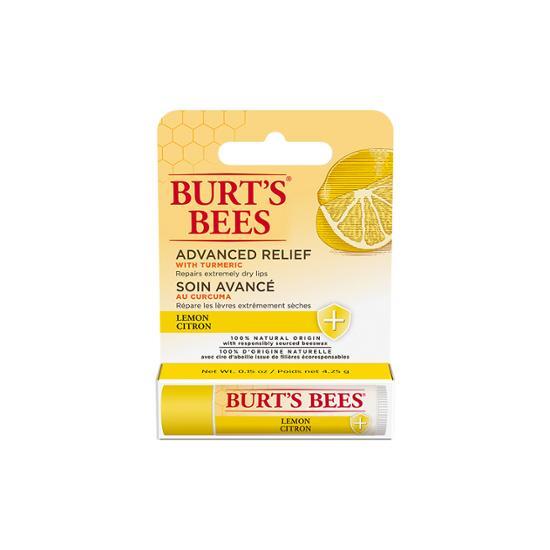 BURT'S®
BEES
ADVANCED RELIEF
WITH TURMERIC
Repairs extremely dry lips
SOIN AVANCÉ
AU CURCUMA
Répare les lèvres extrêmement sèches
LEMON
CITRON
100% NATURAL ORIGIN
with responsibly sourced beeswax
100% D'ORIGINE NATURELLE
avec cire d'abeille issue de filières écoresponsables
Net Wt. 0.15 oz / Poids net 4.25 g
BURT'S BEES
LEMON
CITRON